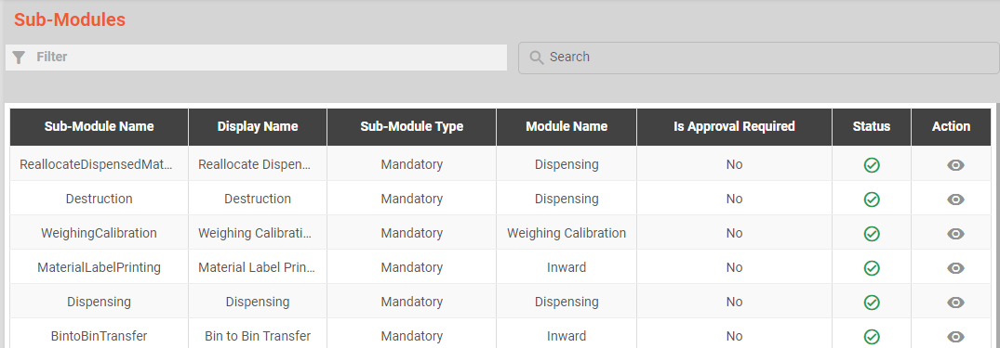 Sub-Modules
Filter Search
Sub-Module Name Display Name Sub-Module Type Module Name Is Approval Required Status Action
ReallocateDispensedMat... Reallocate Dispen... Mandatory Dispensing No
Destruction Destruction Mandatory Dispensing No
WeighingCalibration Weighing Calibrati... Mandatory Weighing Calibration No
MaterialLabelPrinting Material Label Prin... Mandatory Inward No
Dispensing Dispensing Mandatory Dispensing No
BintoBinTransfer Bin to Bin Transfer Mandatory Inward No